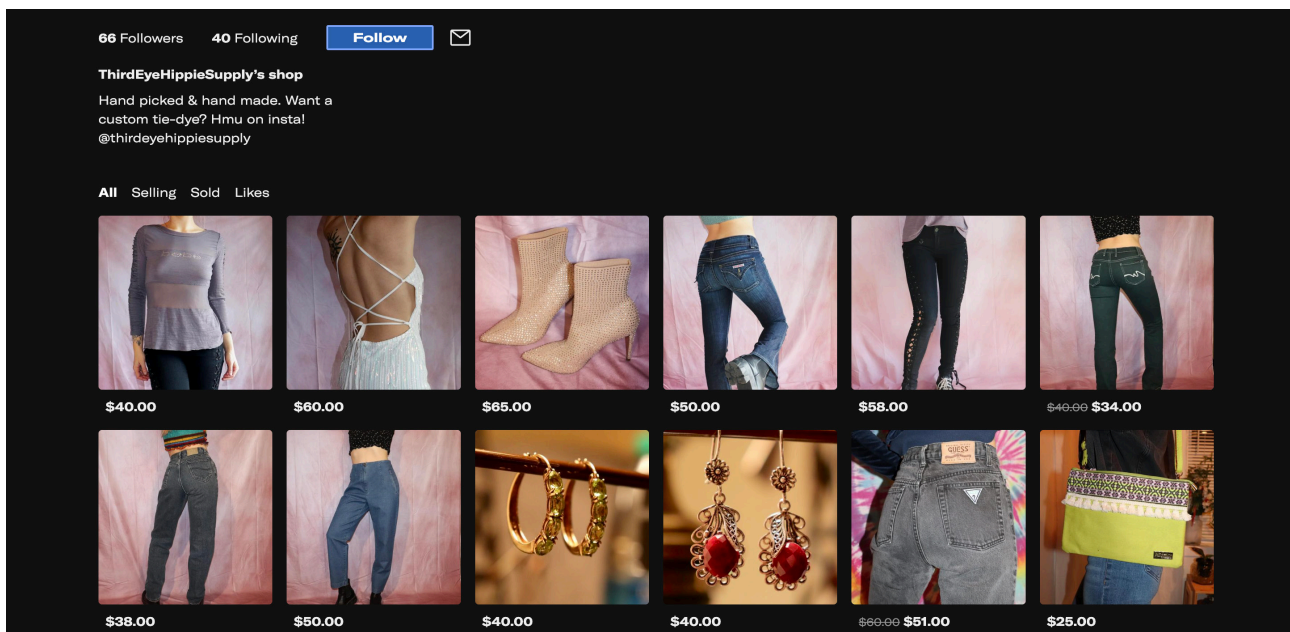 66 Followers 40 Following Follow
ThirdEyeHippieSupply's shop
Hand picked & hand made. Want a
custom tie-dye? Hmu on insta!
@thirdeyehippiesupply
All Selling Sold Likes
$40.00 $60.00 $65.00 $50.00 $58.00 $40.00 $34.00
GUESS
$38.00 $50.00 $40.00 $40.00 $60.00 $51.00 $25.00